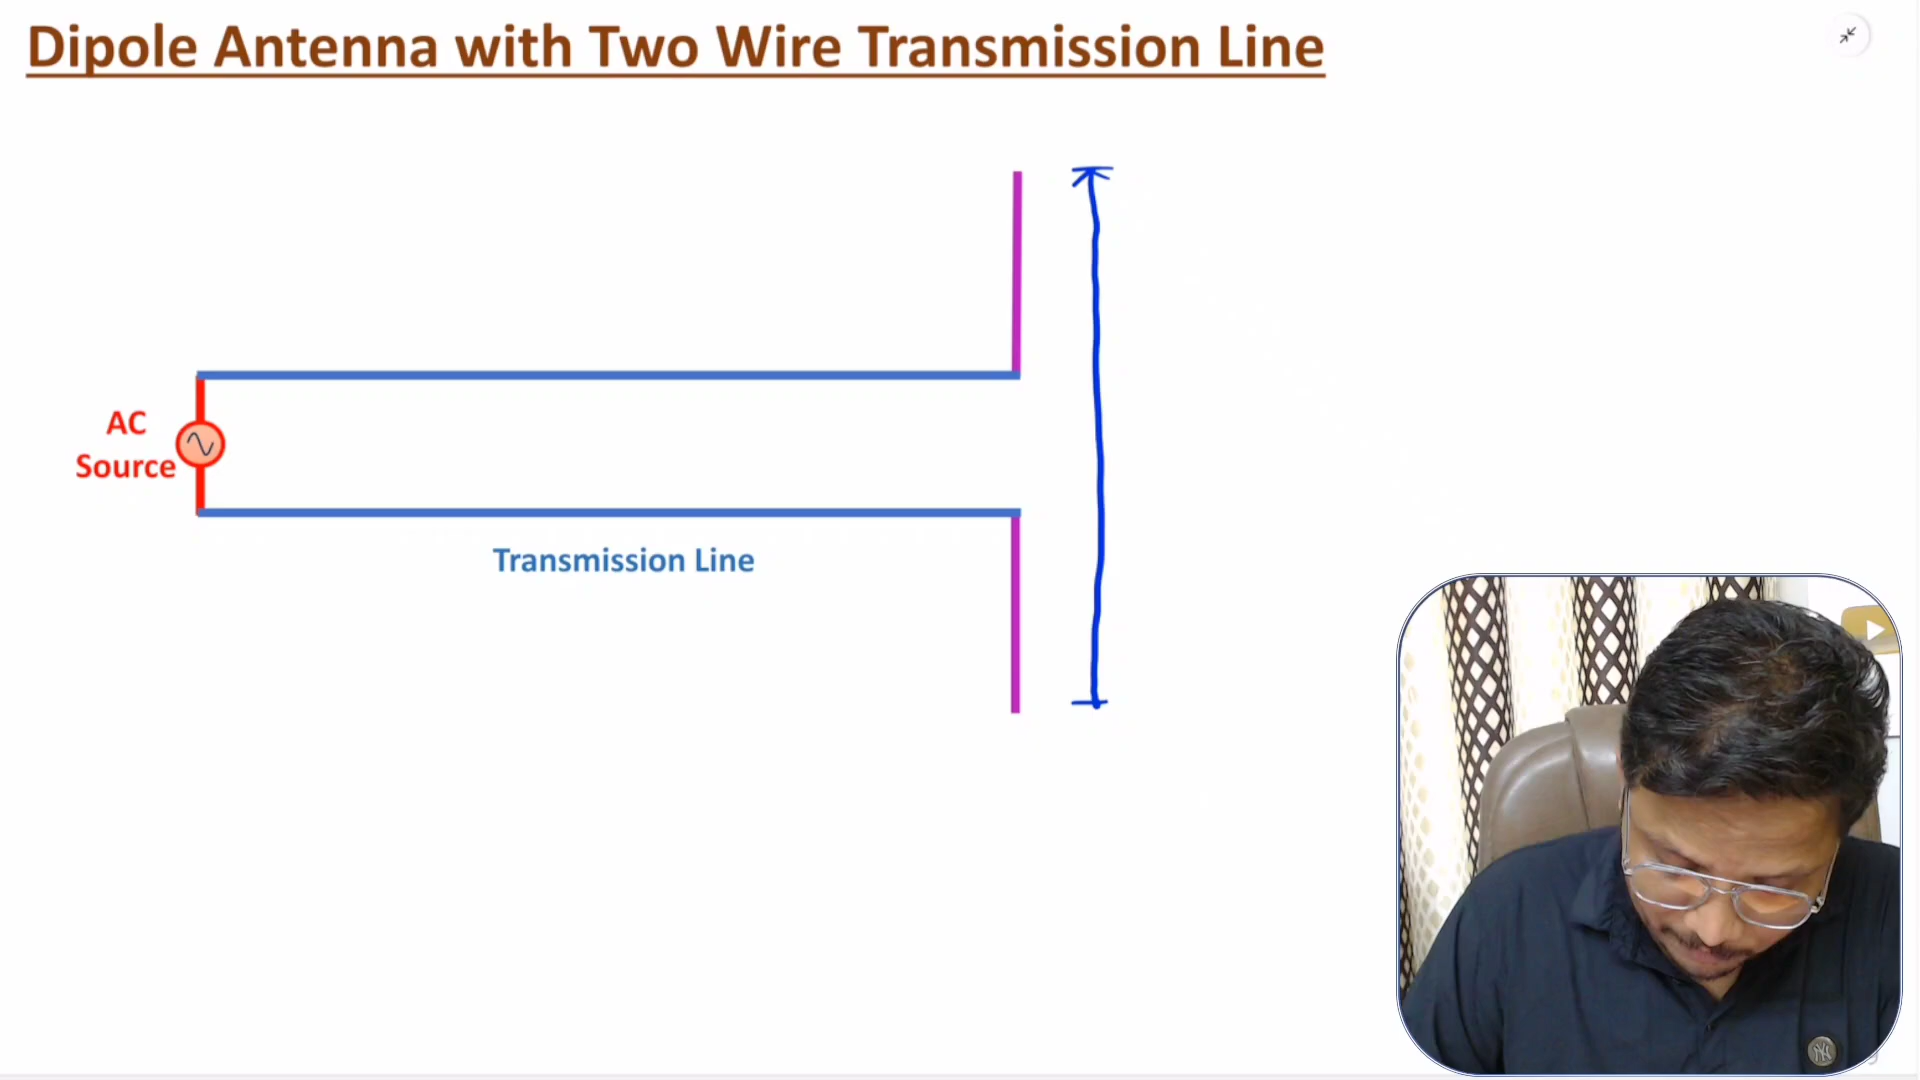 Dipole Antenna with Two Wire Transmission Line
AC
Source
Transmission Line